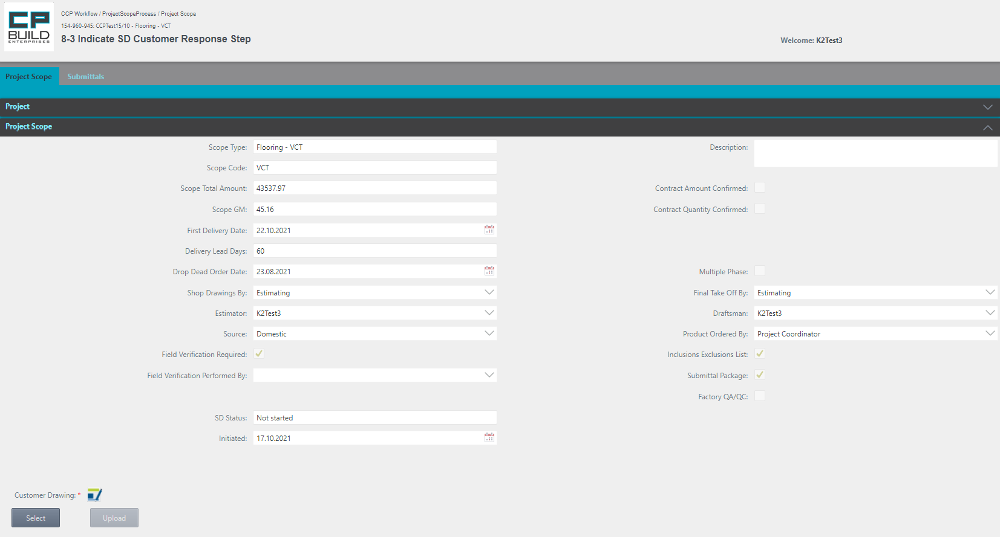 CP
BUILD
ENTERPRISES
CCP Workflow / ProjectScopeProcess / Project Scope
154-960-945: CCPTest15/10 - Flooring - VCT
8-3 Indicate SD Customer Response Step
Welcome: K2Test3
Project Scope Submittals
Project
Project Scope
Scope Type: Flooring - VCT Description:
Scope Code: VCT
Scope Total Amount: 43537.97 Contract Amount Confirmed:
Scope GM: 45.16 Contract Quantity Confirmed:
First Delivery Date: 22.10.2021
Delivery Lead Days: 60
Drop Dead Order Date: 23.08.2021 Multiple Phase:
Shop Drawings By: Estimating Final Take Off By: Estimating
Estimator: K2Test3 Draftsman: K2Test3
Source: Domestic Product Ordered By: Project Coordinator
Field Verification Required: Inclusions Exclusions List:
Field Verification Performed By: Submittal Package:
Factory QA/QC:
SD Status: Not started
Initiated: 17.10.2021
Customer Drawing: *
Select Upload